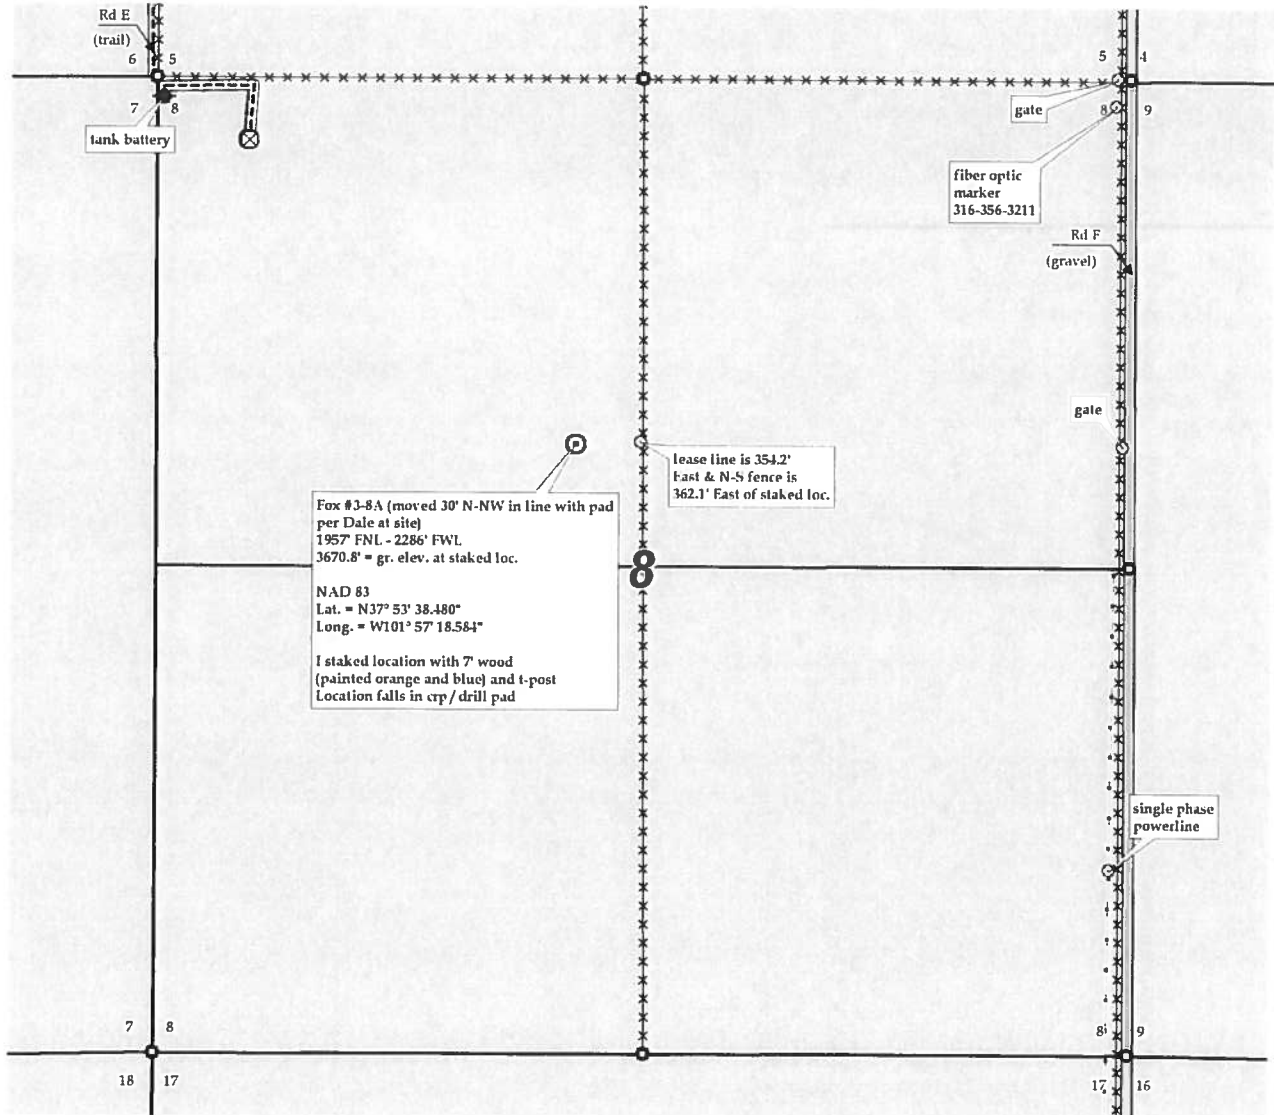 Rd E
(trail)
6 5
5 4
7 8
8 9
tank battery
gate
fiber optic
marker
316-356-3211
Rd F
(gravel)
gate
lease line is 354.2'
East & N-S fence is
362.1' East of staked loc.
Fox #3-8A (moved 30' N-NW in line with pad
per Dale at site)
1957' FNL - 2286' FWL
3670.8' = gr. elev. at staked loc.
NAD 83
Lat. = N37° 53' 38.480"
Long. = W101° 57' 18.584"
I staked location with 7' wood
(painted orange and blue) and t-post
Location falls in crp / drill pad
8
single phase
powerline
7 8
8 9
18 17
17 16